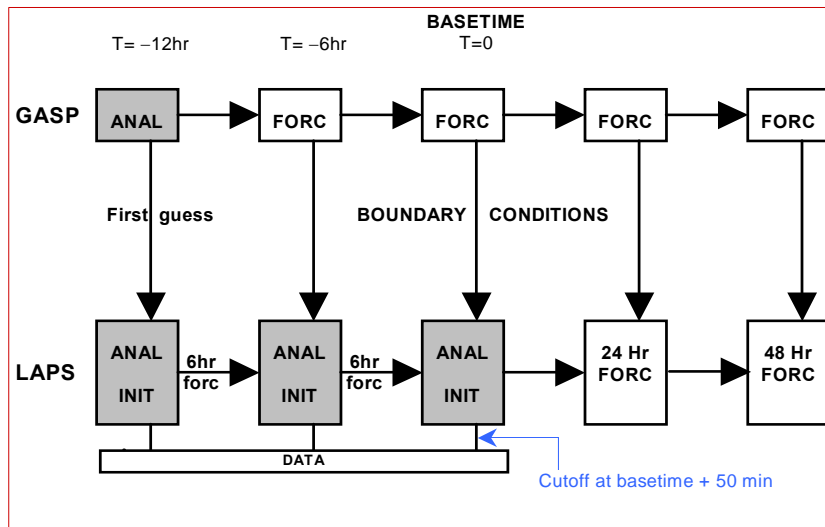 BASETIME
T= –12hr T= –6hr T=0
GASP ANAL FORC FORC FORC FORC
First guess BOUNDARY CONDITIONS
LAPS
ANAL
INIT
6hr
forc
ANAL
INIT
6hr
forc
ANAL
INIT
24 Hr
FORC
48 Hr
FORC
DATA
Cutoff at basetime + 50 min